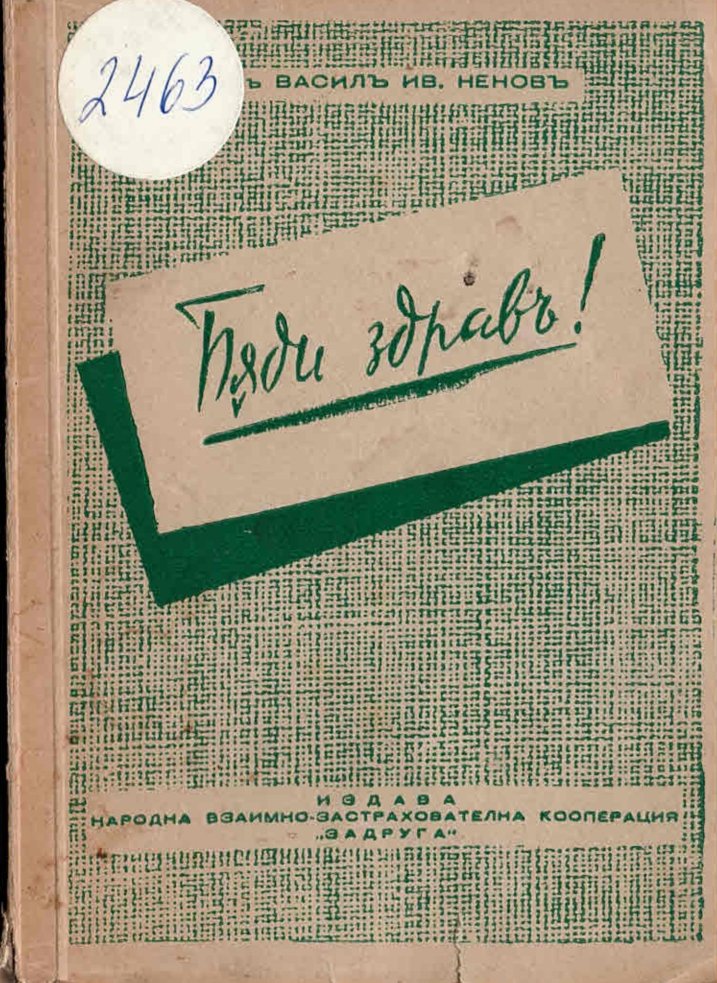 2463
ъ ВАСИЛЪ ИВ. НЕНОВЪ
Бѫди здравъ!
ИЗДАВА
НАРОДНА ВЗАИМНО-ЗАСТРАХОВАТЕЛНА КООПЕРАЦИЯ
„ЗАДРУГА“